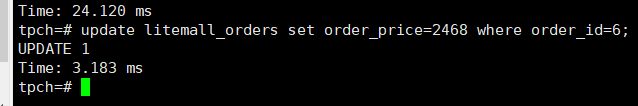 Time: 24.120 ms
tpch=# update litemall_orders set order_price=2468 where order_id=6;
UPDATE 1
Time: 3.183 ms
tpch=#